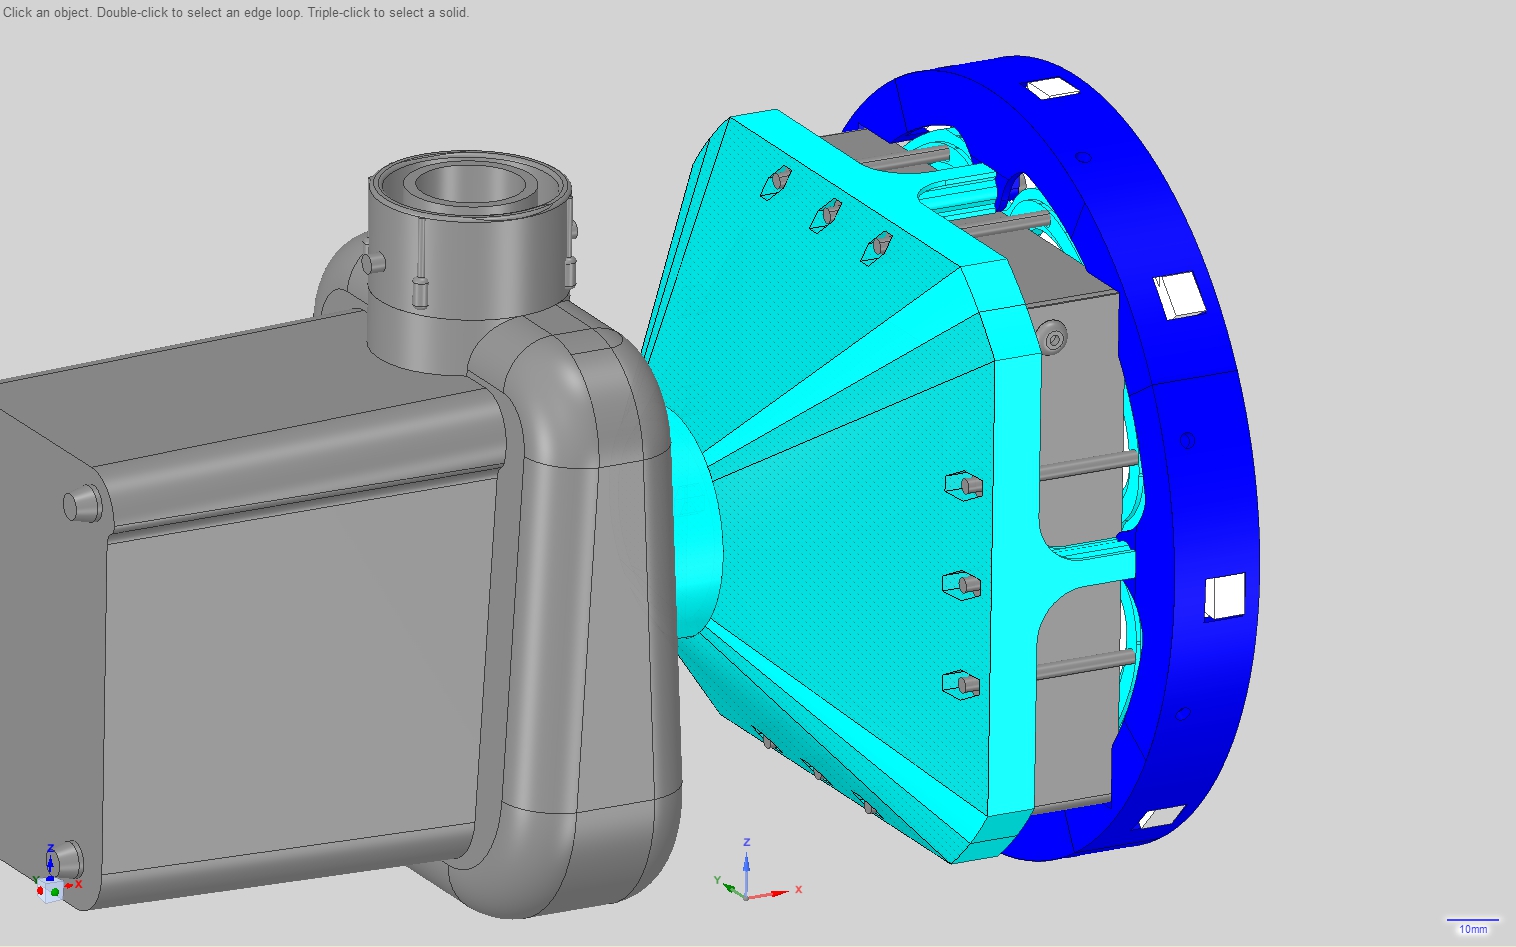 Click an object. Double-click to select an edge loop. Triple-click to select a solid.
Z
Y
X
Z
Y
X
10mm